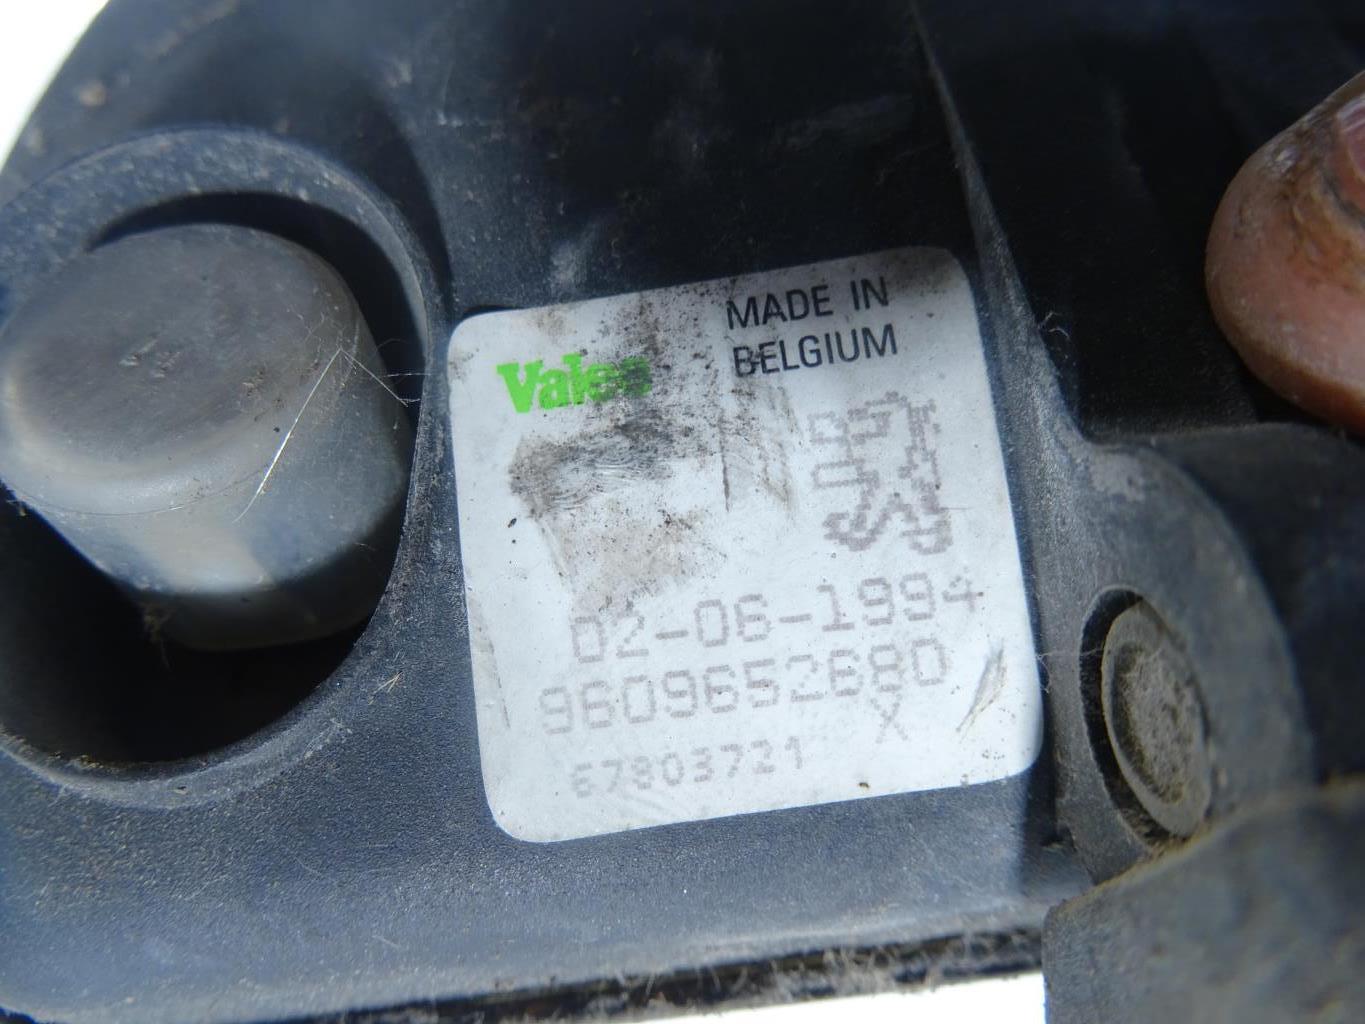 Valeo
MADE IN
BELGIUM
02-06-1994
9609652680
X
67803721